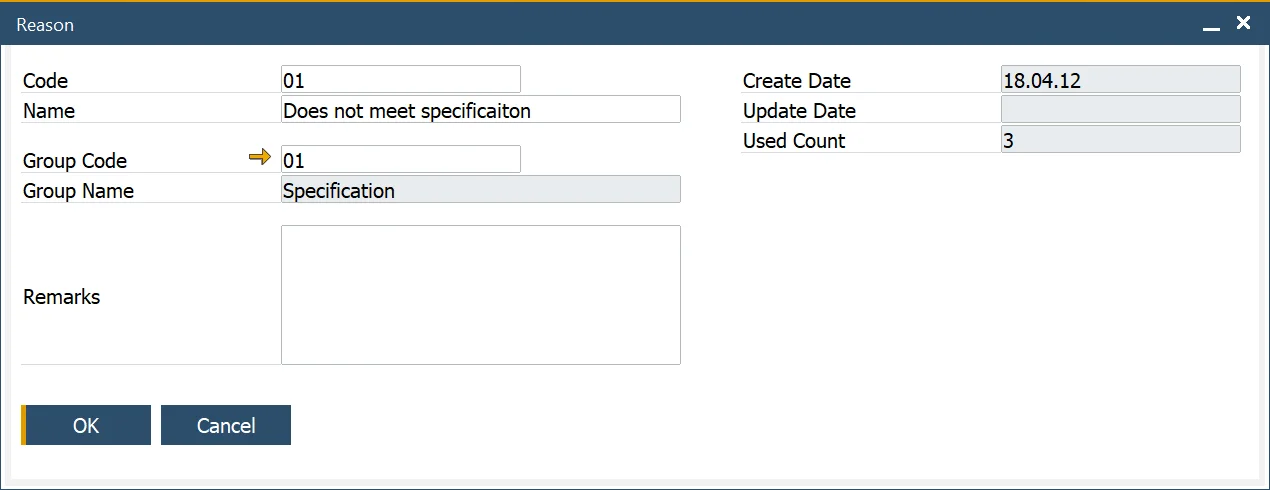 Reason
Code 01
Name Does not meet specificaiton
Group Code 01
Group Name Specification
Remarks
Create Date 18.04.12
Update Date
Used Count 3
OK Cancel